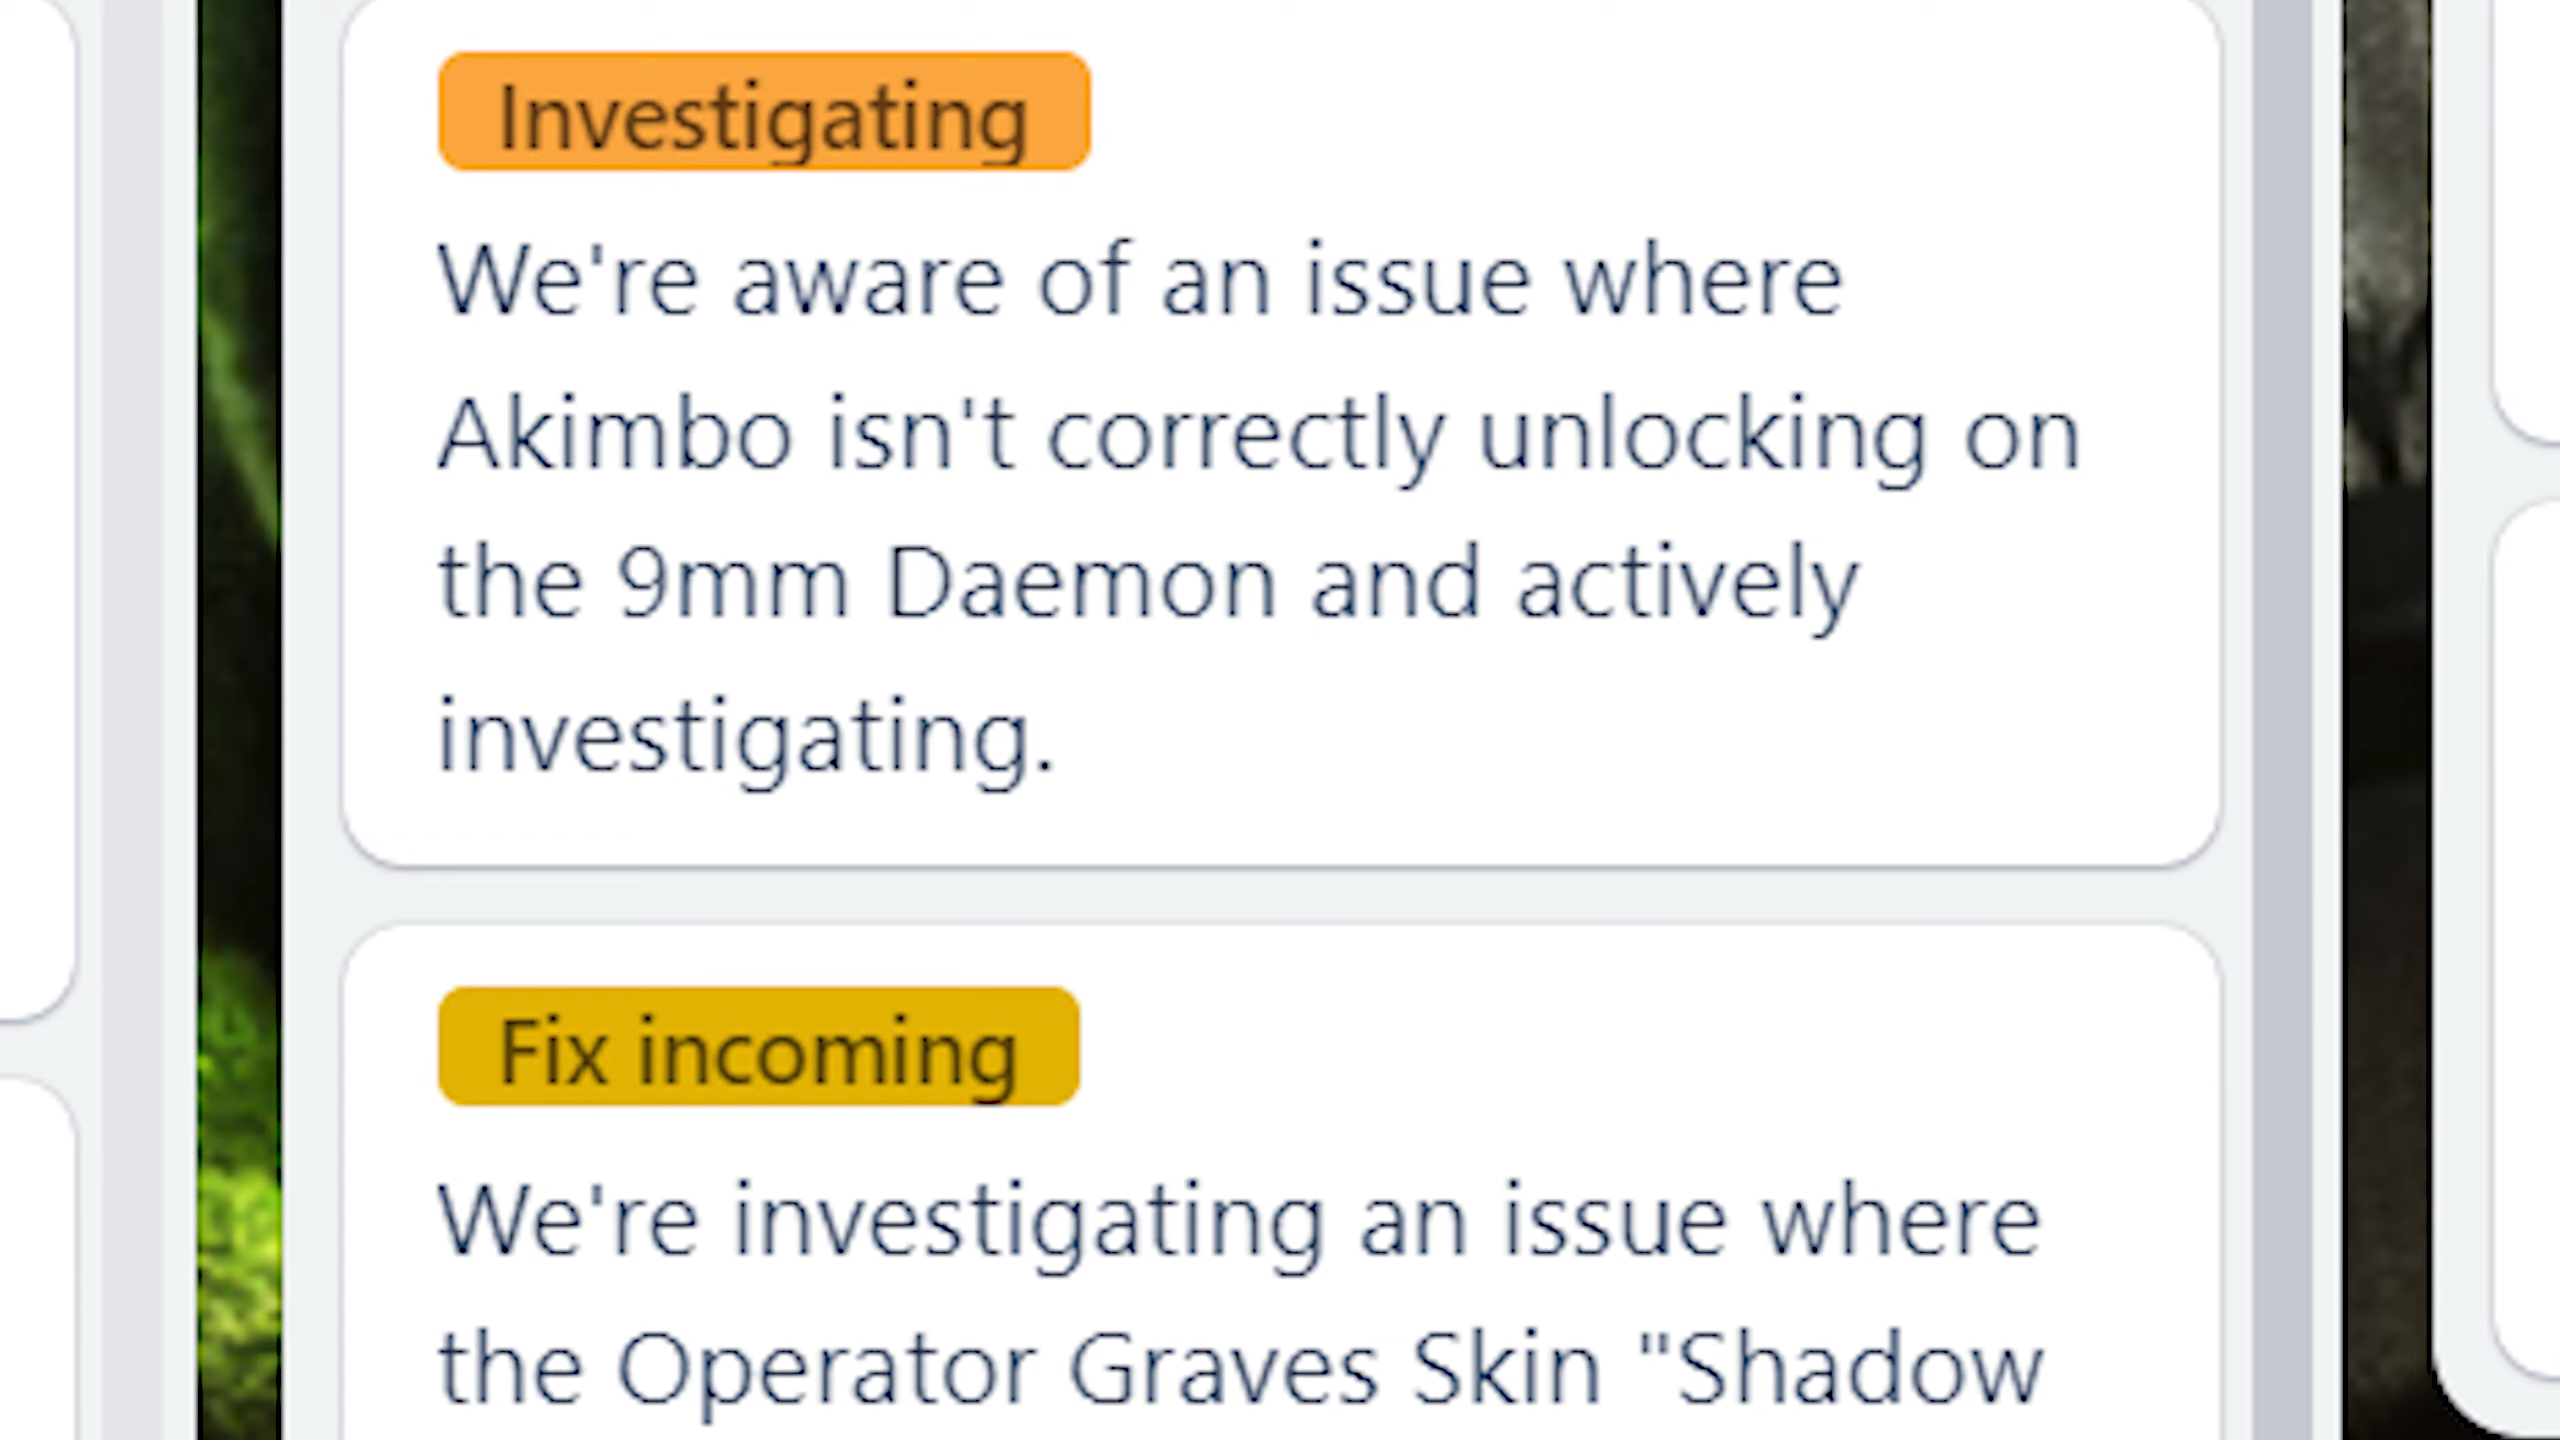 Investigating
We're aware of an issue where
Akimbo isn't correctly unlocking on
the 9mm Daemon and actively
investigating.
Fix incoming
We're investigating an issue where
the Operator Graves Skin "Shadow